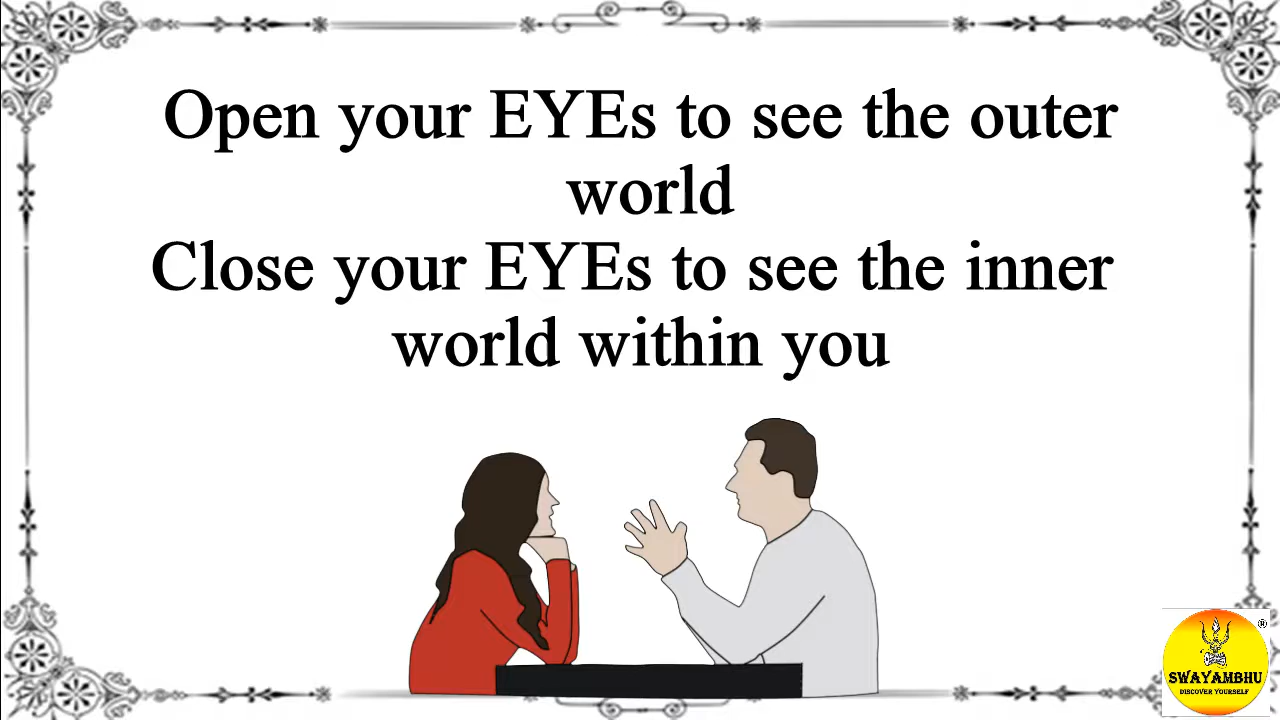 Open your EYEs to see the outer
world
Close your EYEs to see the inner
world within you
®
SWAYAMBHU
DISCOVER YOURSELF